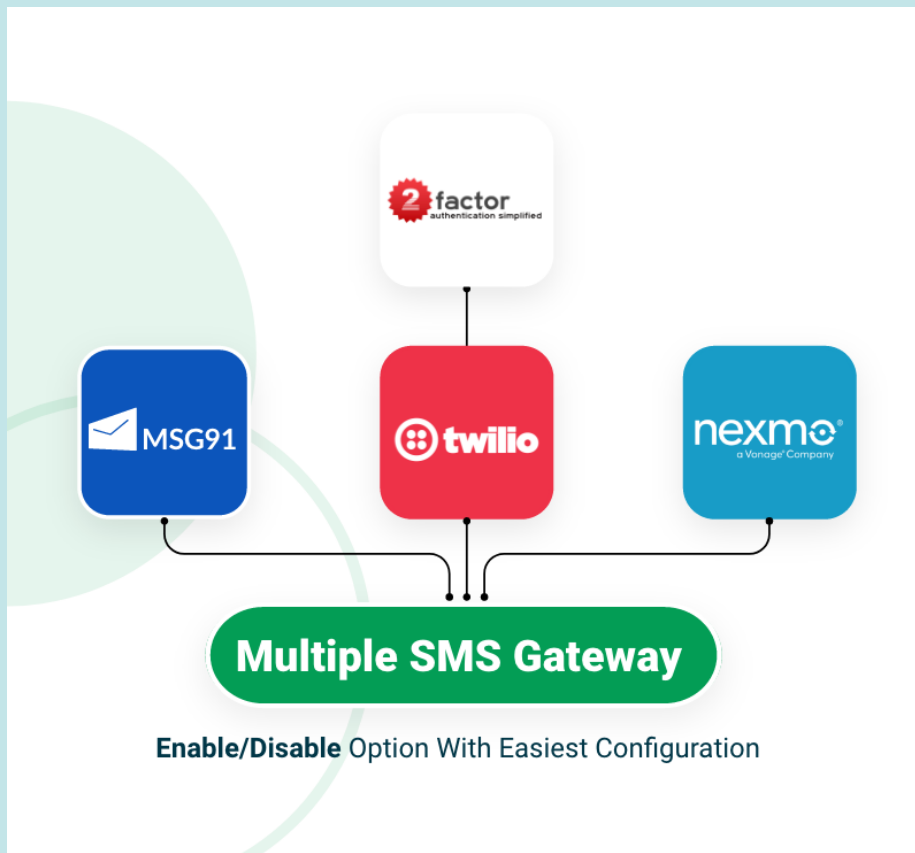 2 factor
authentication simplified
MSG91
twilio
nexmo®
a Vonage® Company
Multiple SMS Gateway
Enable/Disable Option With Easiest Configuration